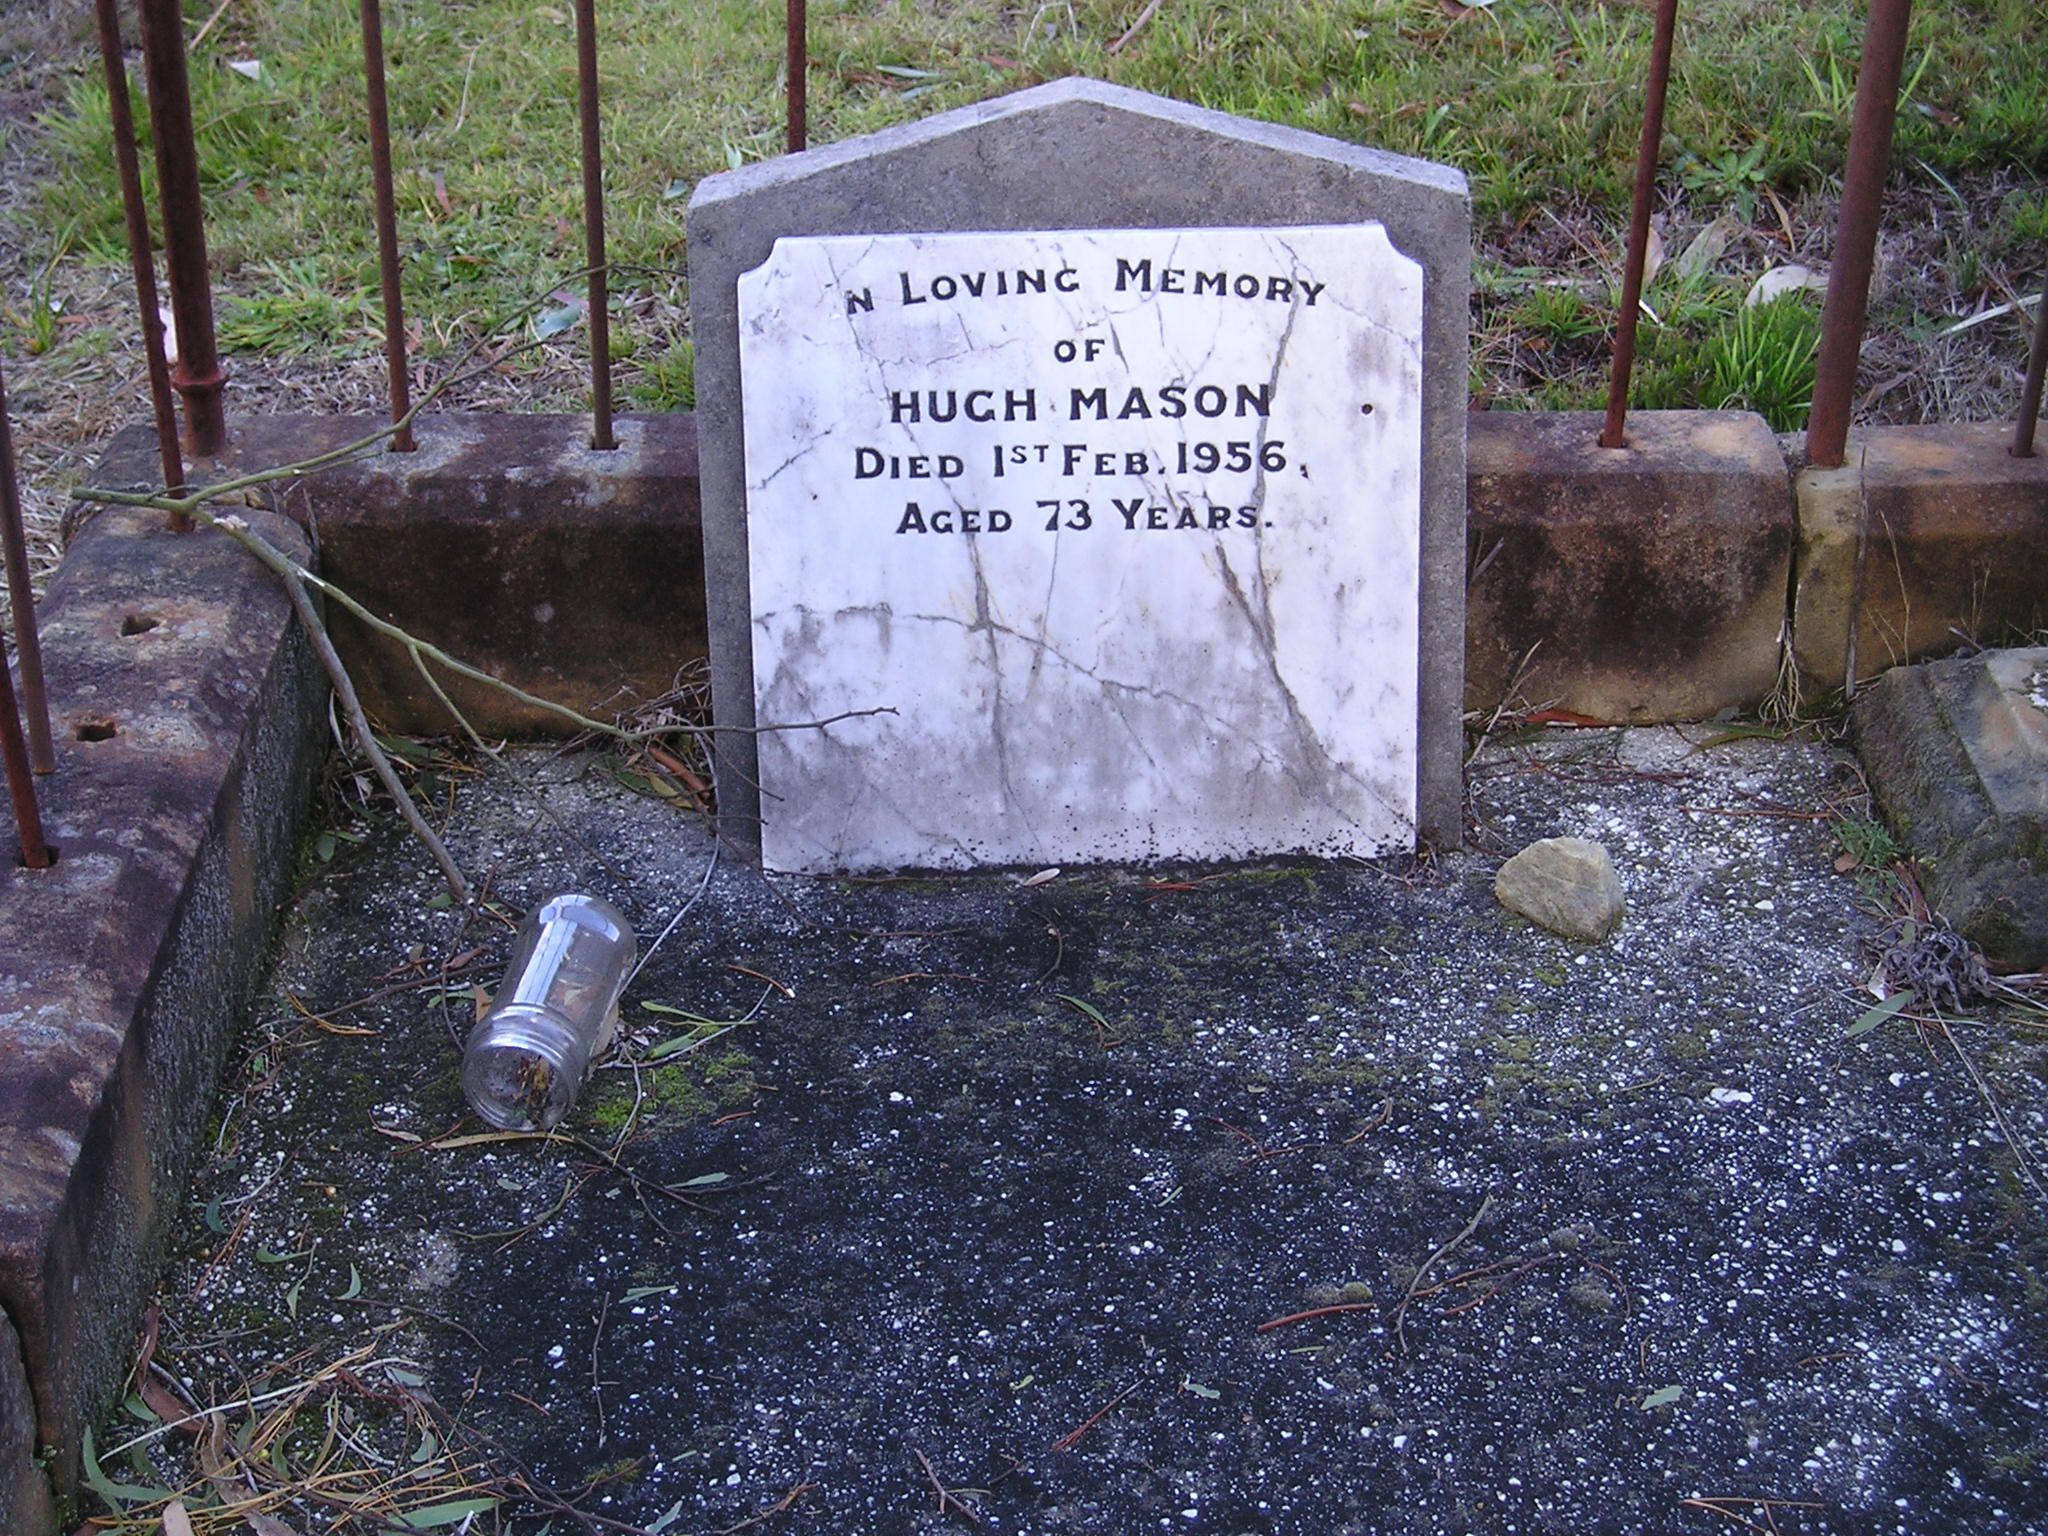 N LOVING MEMORY
OF
HUGH MASON
DIED 1ST FEB. 1956,
AGED 73 YEARS.